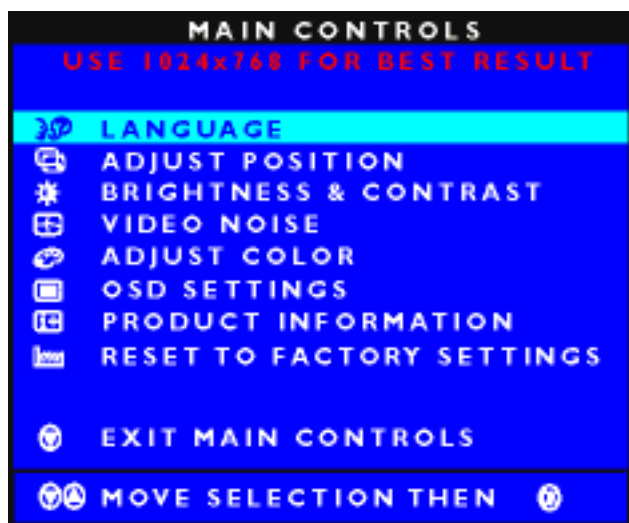 MAIN CONTROLS
USE 1024x768 FOR BEST RESULT
LANGUAGE
ADJUST POSITION
BRIGHTNESS & CONTRAST
VIDEO NOISE
ADJUST COLOR
OSD SETTINGS
PRODUCT INFORMATION
RESET TO FACTORY SETTINGS
EXIT MAIN CONTROLS
MOVE SELECTION THEN